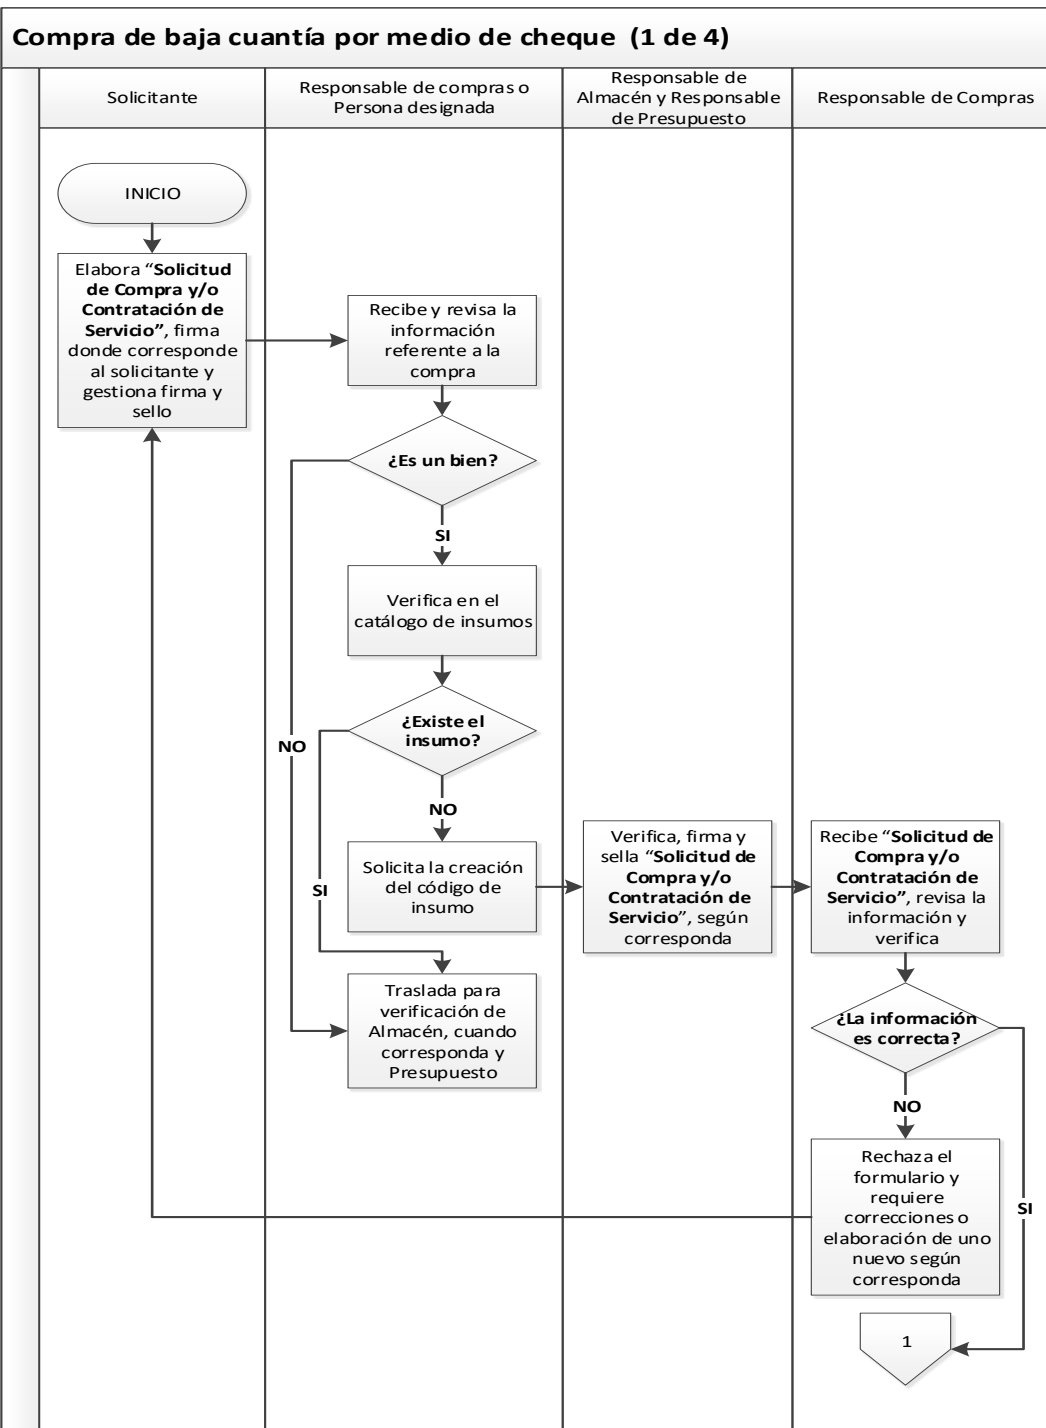 Compra de baja cuantía por medio de cheque (1 de 4)
Solicitante
Responsable de compras o
Persona designada
Responsable de
Almacén y Responsable
de Presupuesto
Responsable de Compras
INICIO
Elabora “Solicitud
de Compra y/o
Contratación de
Servicio”, firma
donde corresponde
al solicitante y
gestiona firma y
sello
Recibe y revisa la
información
referente a la
compra
¿Es un bien?
SI
Verifica en el
catálogo de insumos
¿Existe el
insumo?
NO
NO
SI
Solicita la creación
del código de
insumo
Traslada para
verificación de
Almacén, cuando
corresponda y
Presupuesto
Verifica, firma y
sella “Solicitud de
Compra y/o
Contratación de
Servicio”, según
corresponda
Recibe “Solicitud de
Compra y/o
Contratación de
Servicio”, revisa la
información y
verifica
¿La información
es correcta?
NO
SI
Rechaza el
formulario y
requiere
correcciones o
elaboración de uno
nuevo según
corresponda
1